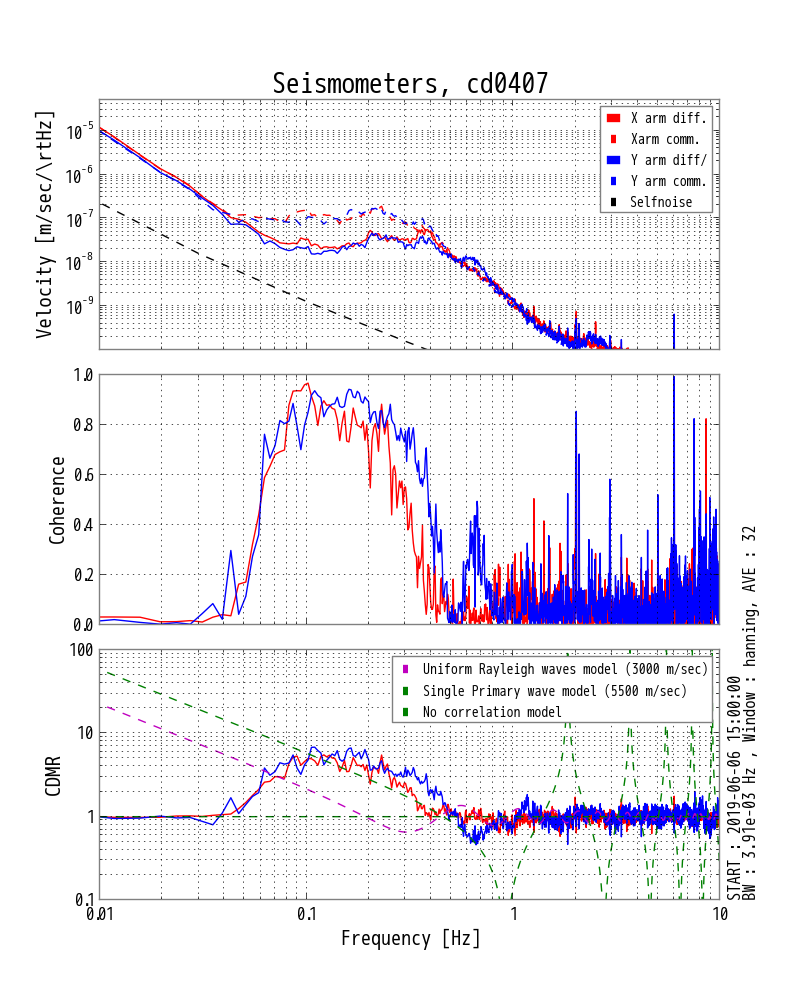 Seismometers, cd0407
Velocity [m/sec/\rtHz]
10^-5
10^-6
10^-7
10^-8
10^-9
X arm diff.
Xarm comm.
Y arm diff/
Y arm comm.
Selfnoise
Coherence
1.0
0.8
0.6
0.4
0.2
0.0
CDMR
100
10
1
0.1
Uniform Rayleigh waves model (3000 m/sec)
Single Primary wave model (5500 m/sec)
No correlation model
0.01
0.1
1
10
Frequency [Hz]
START : 2019-06-06 15:00:00
BW : 3.91e-03 Hz , Window : hanning, AVE : 32